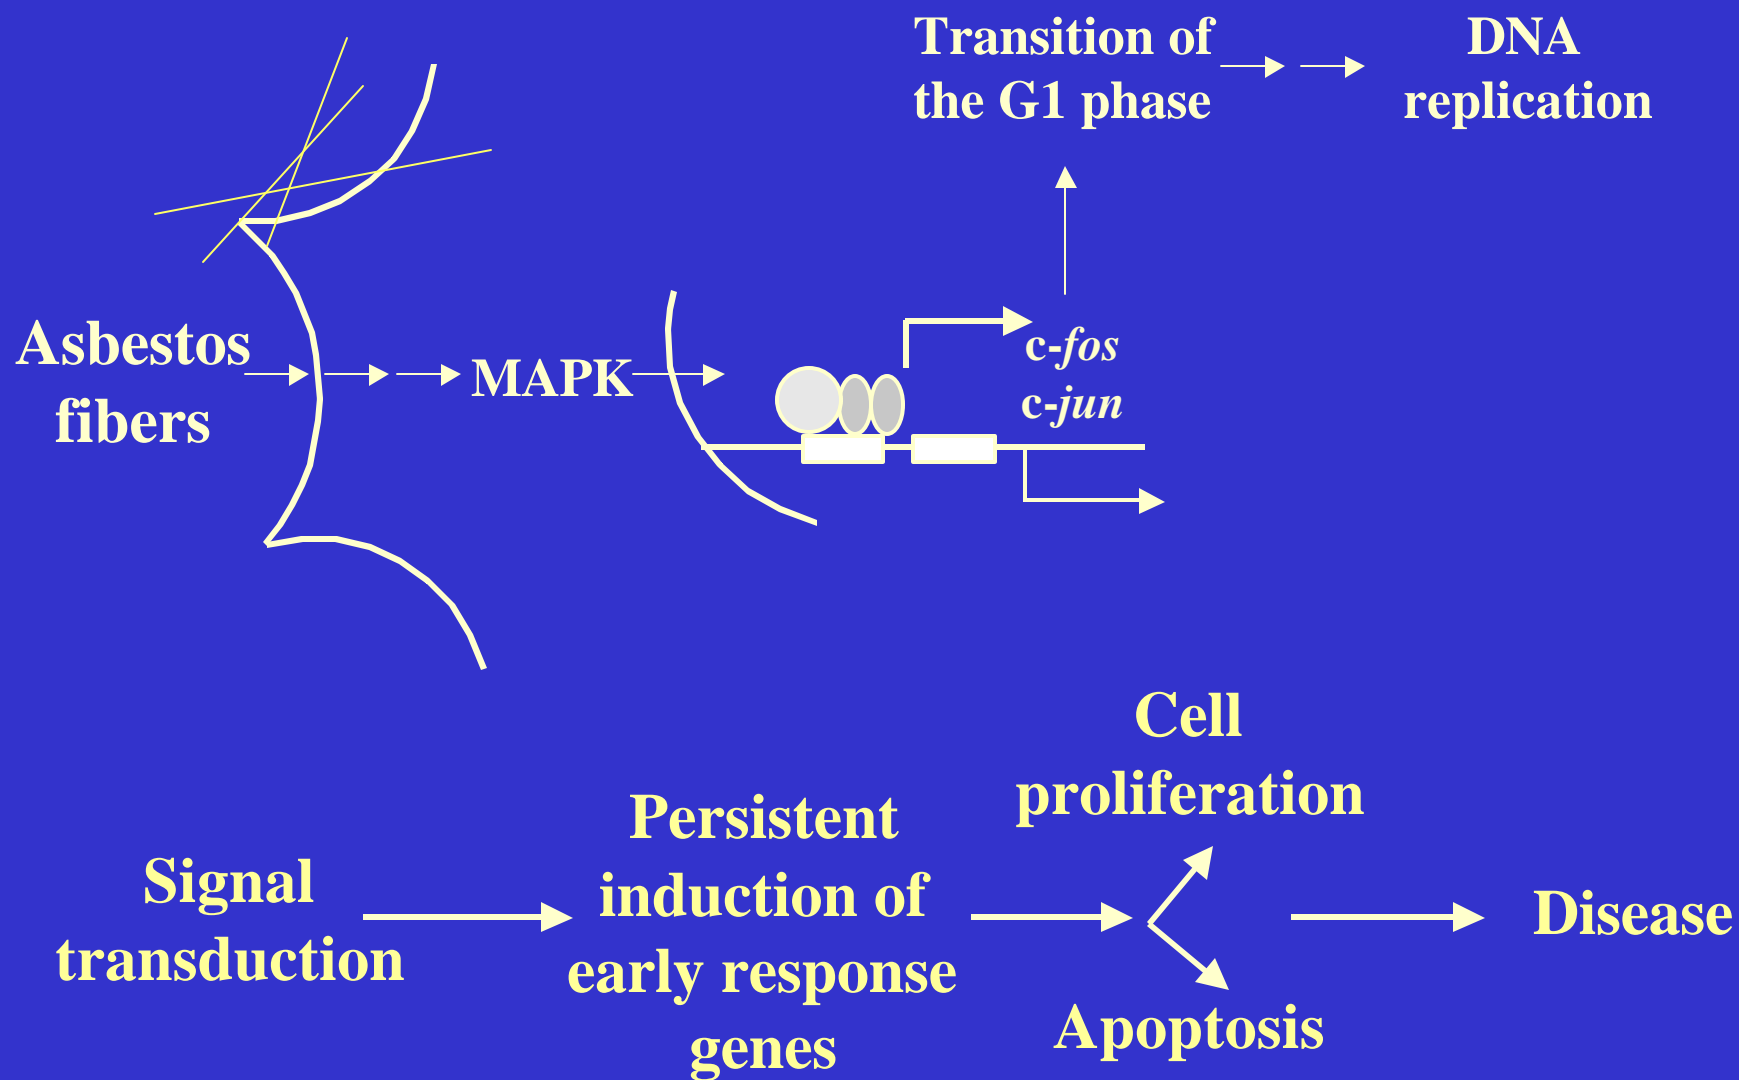 Transition of
the G1 phase
DNA
replication
Asbestos
fibers
MAPK
c-fos
c-jun
Signal
transduction
Persistent
induction of
early response
genes
Cell
proliferation
Apoptosis
Disease